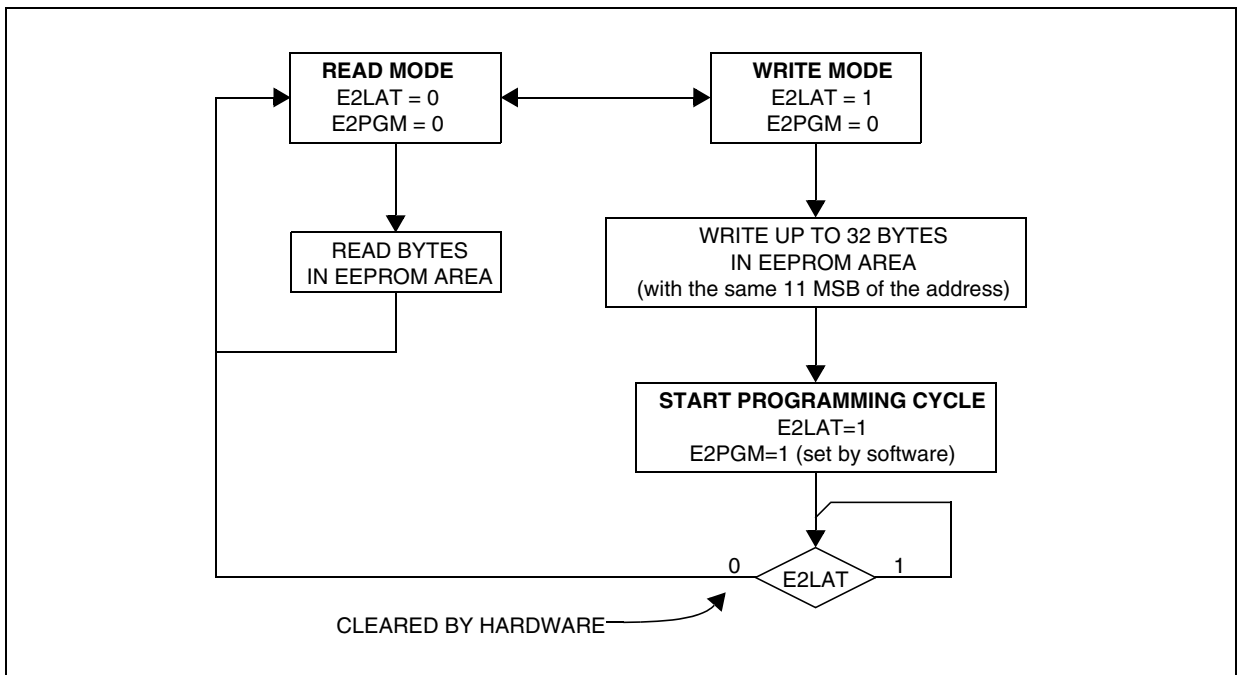 READ MODE
E2LAT = 0
E2PGM = 0
WRITE MODE
E2LAT = 1
E2PGM = 0
READ BYTES
IN EEPROM AREA
WRITE UP TO 32 BYTES
IN EEPROM AREA
(with the same 11 MSB of the address)
START PROGRAMMING CYCLE
E2LAT=1
E2PGM=1 (set by software)
0
E2LAT
1
CLEARED BY HARDWARE